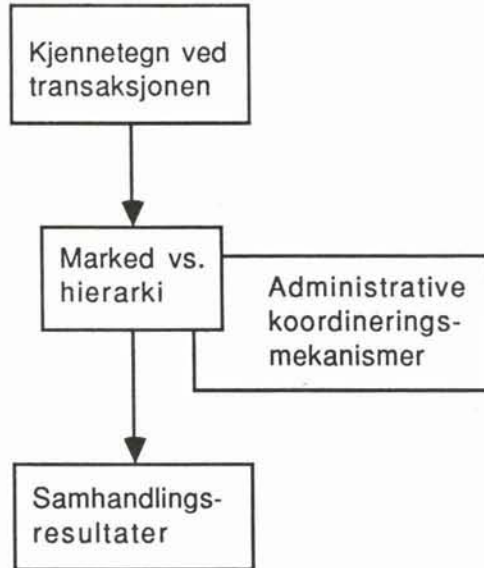 Kjennetegn ved
transaksjonen
Marked vs.
hierarki
Administrative
koordinerings-
mekanismer
Samhandlings-
resultater